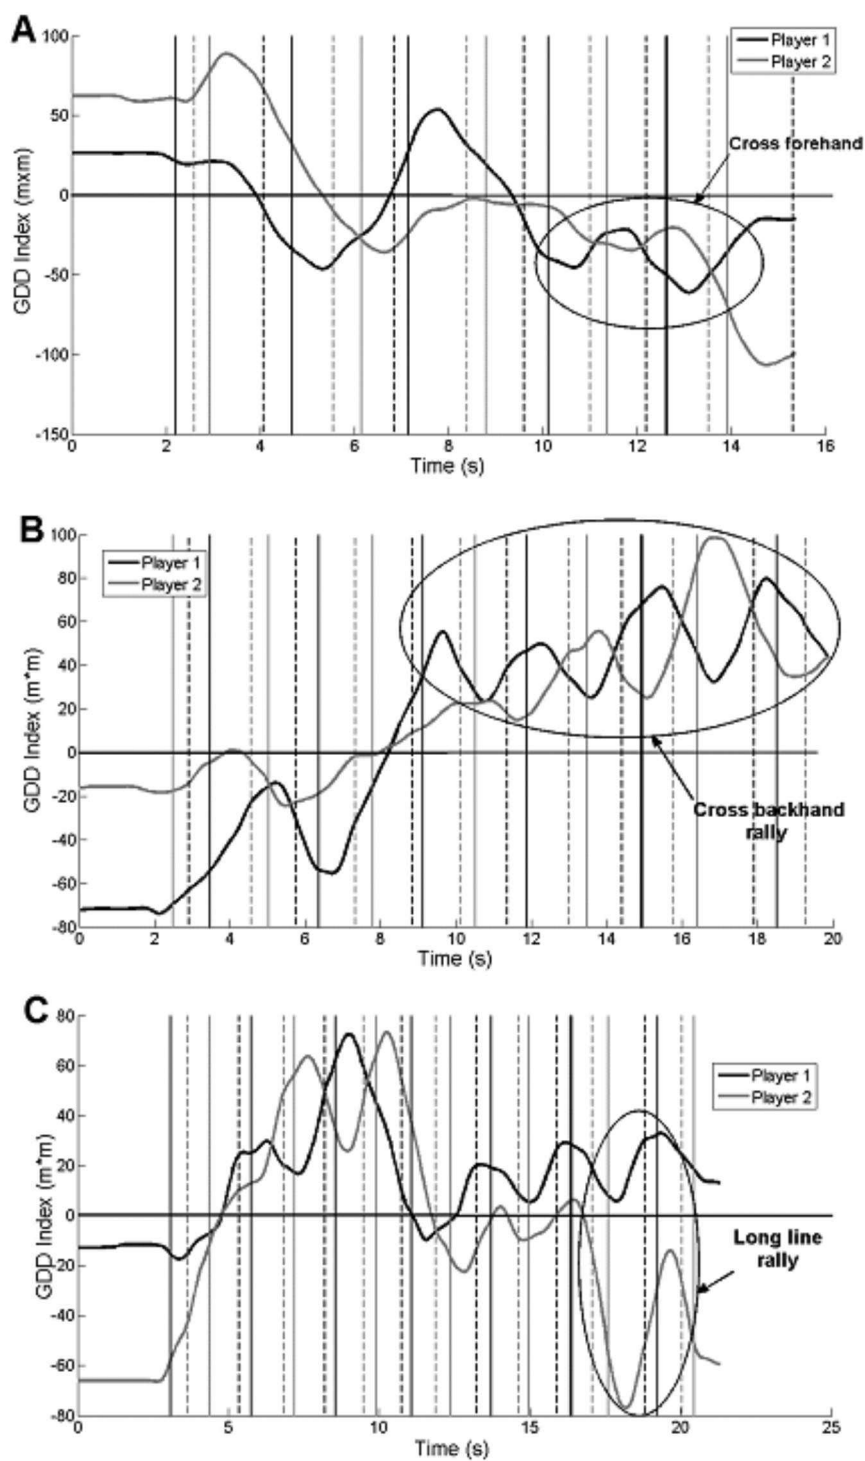 A
Player 1
Player 2
Cross forehand
GDD Index (mxm)
100
50
0
-50
-100
-150
0 2 4 6 8 10 12 14 16
Time (s)
B
Player 1
Player 2
GDD Index (m*m)
100
80
60
40
20
0
-20
-40
-60
-80
Cross backhand
rally
0 2 4 6 8 10 12 14 16 18 20
Time (s)
C
Player 1
Player 2
GDD Index (m*m)
80
60
40
20
0
-20
-40
-60
-80
Long line
rally
0 5 10 15 20 25
Time (s)